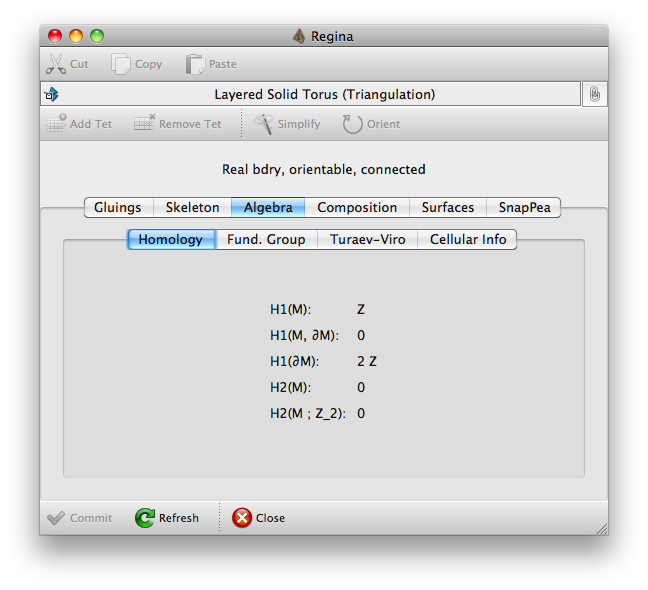 Regina
Cut Copy Paste
Layered Solid Torus (Triangulation)
Add Tet Remove Tet Simplify Orient
Real bdry, orientable, connected
Gluings Skeleton Algebra Composition Surfaces SnapPea
Homology Fund. Group Turaev-Viro Cellular Info
H1(M): Z
H1(M, ∂M): 0
H1(∂M): 2 Z
H2(M): 0
H2(M ; Z_2): 0
Commit Refresh Close